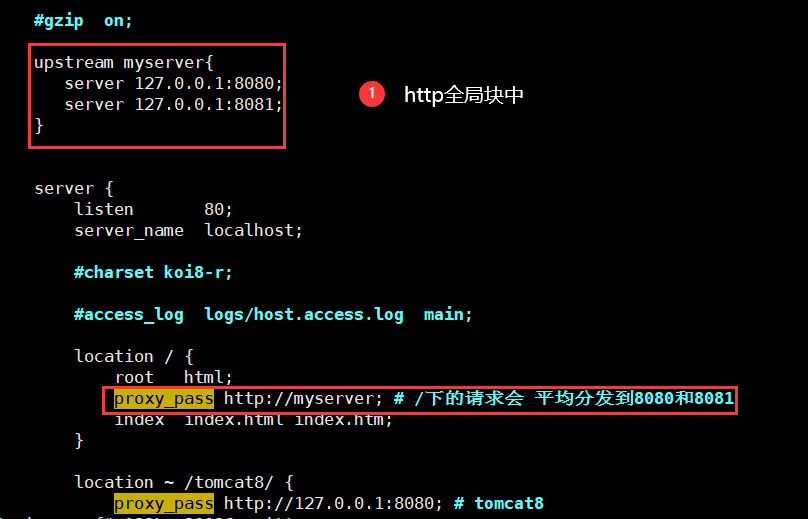 #gzip  on;
upstream myserver{
server 127.0.0.1:8080;
server 127.0.0.1:8081;
}
1 http全局块中
server {
listen       80;
server_name  localhost;
#charset koi8-r;
#access_log  logs/host.access.log  main;
location / {
root   html;
proxy_pass http://myserver; # /下的请求会 平均分发到8080和8081
index  index.html index.htm;
}
location ~ /tomcat8/ {
proxy_pass http://127.0.0.1:8080; # tomcat8